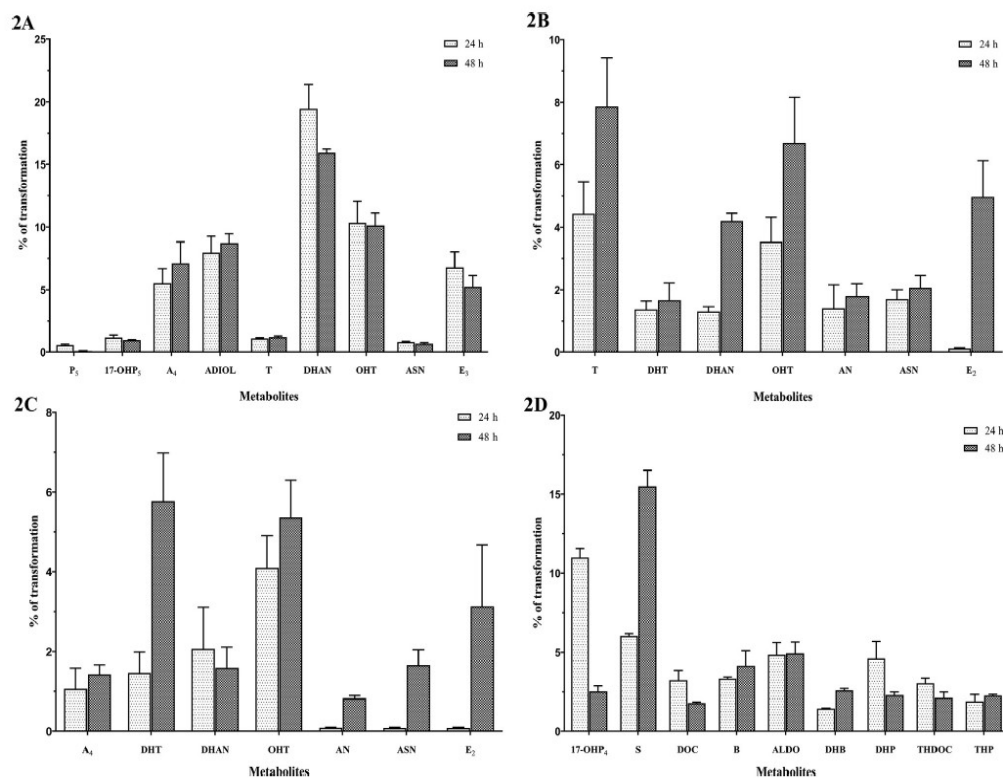 2A
25
20
15
10
5
0
% of transformation
24 h
48 h
P₅ 17-OHP₅ A₄ ADIOL T DHAN OHT ASN E₃
Metabolites
2B
10
8
6
4
2
0
% of transformation
24 h
48 h
T DHT DHAN OHT AN ASN E₂
Metabolites
2C
8
6
4
2
0
% of transformation
24 h
48 h
A₄ DHT DHAN OHT AN ASN E₂
Metabolites
2D
20
15
10
5
0
% of transformation
24 h
48 h
17-OHP₄ S DOC B ALDO DHB DHP THDOC THP
Metabolites